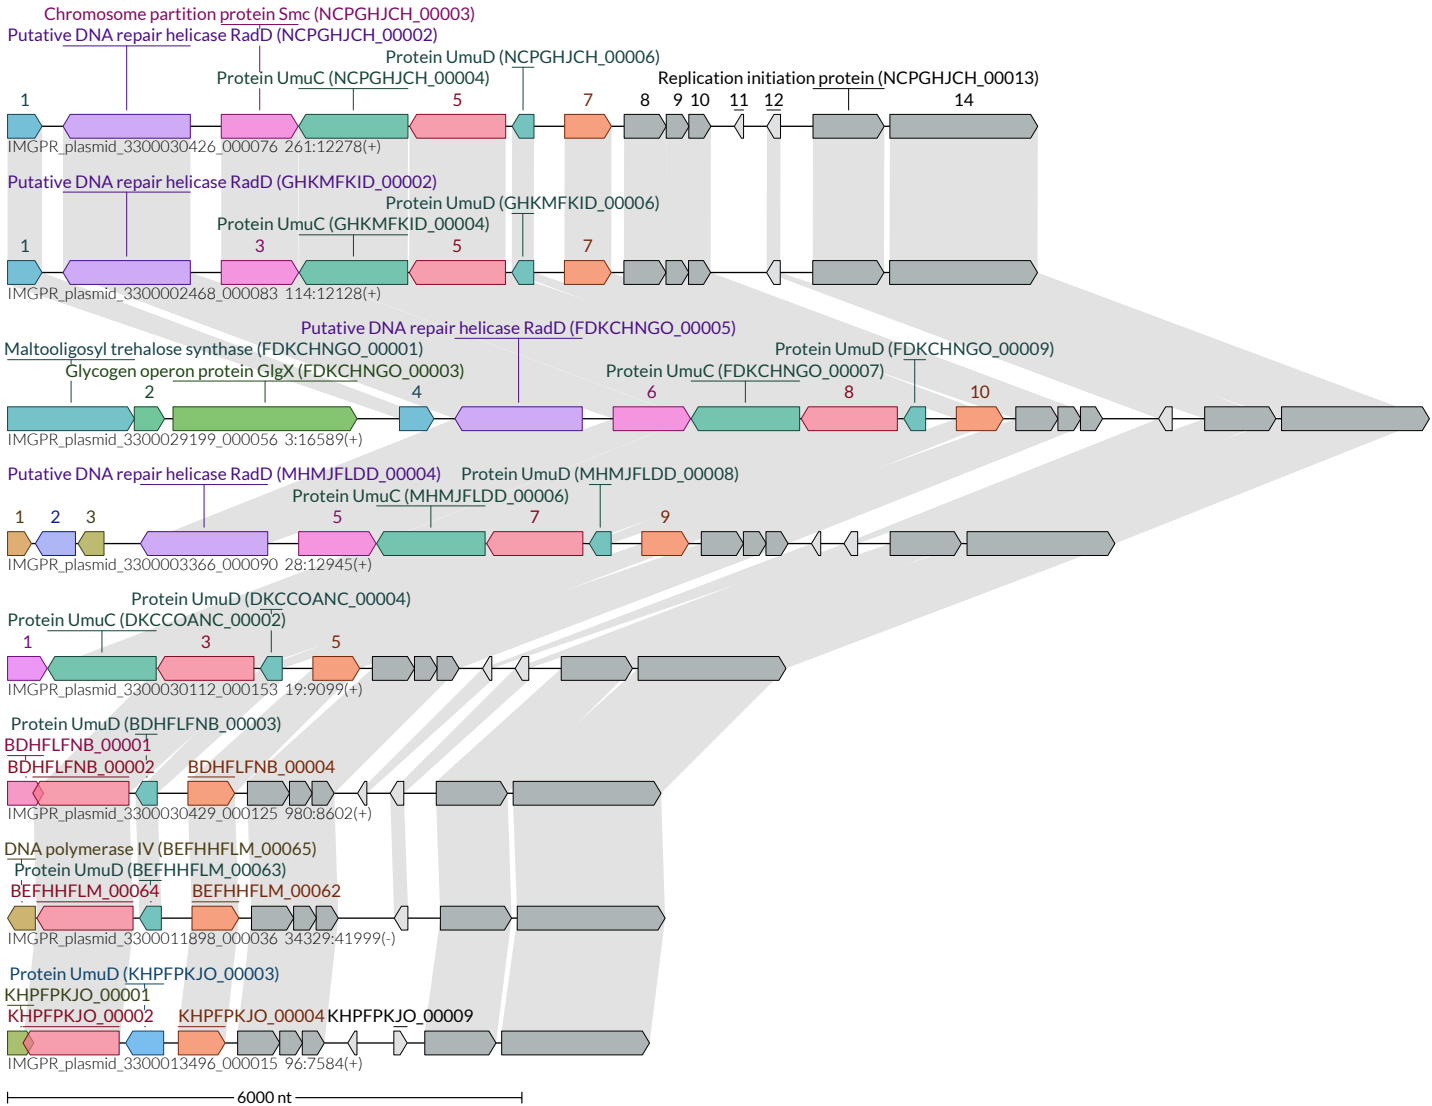 Chromosome partition protein Smc (NCPGHJCH_00003)
Putative DNA repair helicase RadD (NCPGHJCH_00002)
Protein UmuD (NCPGHJCH_00006)
Protein UmuC (NCPGHJCH_00004)
Replication initiation protein (NCPGHJCH_00013)
1 5 7 8 9 10 11 12 14
IMGPR_plasmid_3300030426_000076 261:12278(+)
Putative DNA repair helicase RadD (GHKMFKID_00002)
Protein UmuD (GHKMFKID_00006)
Protein UmuC (GHKMFKID_00004)
1 3 5 7
IMGPR_plasmid_3300002468_000083 114:12128(+)
Putative DNA repair helicase RadD (FDKCHNGO_00005)
Maltooligosyl trehalose synthase (FDKCHNGO_00001)
Protein UmuD (FDKCHNGO_00009)
Glycogen operon protein GlgX (FDKCHNGO_00003)
Protein UmuC (FDKCHNGO_00007)
2 4 6 8 10
IMGPR_plasmid_3300029199_000056 3:16589(+)
Putative DNA repair helicase RadD (MHMJFLDD_00004)
Protein UmuD (MHMJFLDD_00008)
Protein UmuC (MHMJFLDD_00006)
1 2 3 5 7 9
IMGPR_plasmid_3300003366_000090 28:12945(+)
Protein UmuD (DKCCOANC_00004)
Protein UmuC (DKCCOANC_00002)
1 3 5
IMGPR_plasmid_3300030112_000153 19:9099(+)
Protein UmuD (BDHFLFNB_00003)
BDHFLFNB_00001
BDHFLFNB_00002 BDHFLFNB_00004
IMGPR_plasmid_3300030429_000125 980:8602(+)
DNA polymerase IV (BEFHHFLM_00065)
Protein UmuD (BEFHHFLM_00063)
BEFHHFLM_00064 BEFHHFLM_00062
IMGPR_plasmid_3300011898_000036 34329:41999(-)
Protein UmuD (KHPFPKJO_00003)
KHPFPKJO_00001
KHPFPKJO_00002 KHPFPKJO_00004 KHPFPKJO_00009
IMGPR_plasmid_3300013496_000015 96:7584(+)
6000 nt